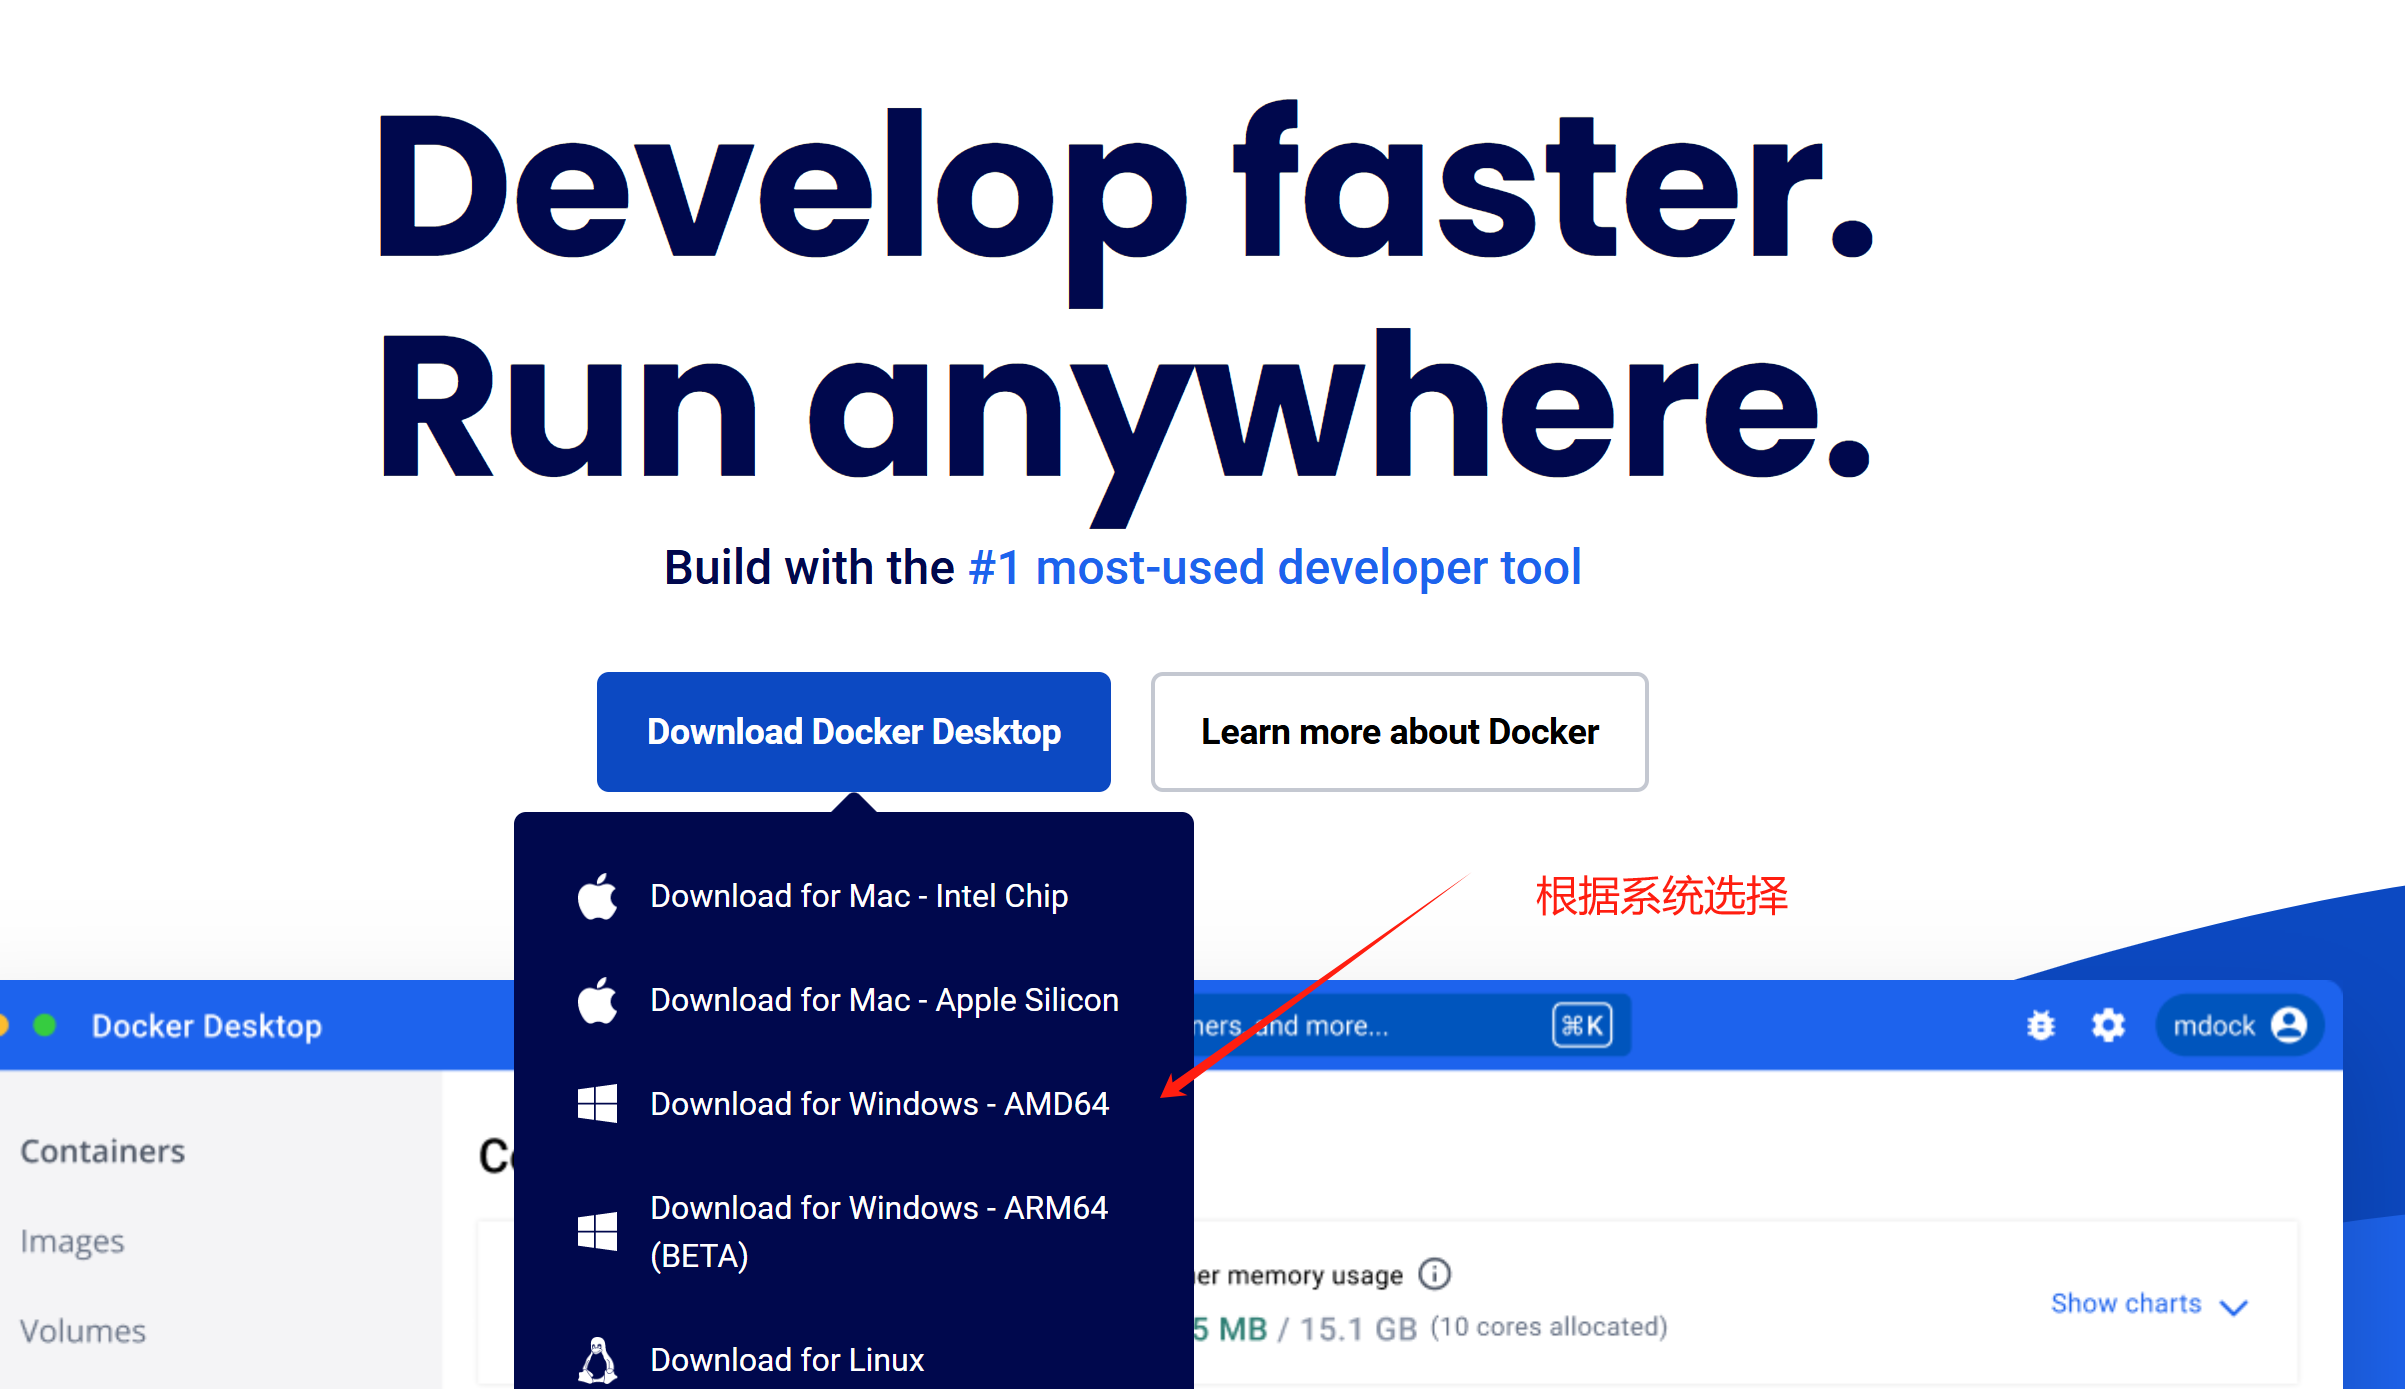 Develop faster.
Run anywhere.
Build with the #1 most-used developer tool
Download Docker Desktop
Learn more about Docker
Download for Mac - Intel Chip
根据系统选择
Download for Mac - Apple Silicon
Docker Desktop
and more...
⌘K
mdock
Download for Windows - AMD64
Containers
Download for Windows - ARM64
(BETA)
Images
memory usage
Show charts
5 MB / 15.1 GB (10 cores allocated)
Volumes
Download for Linux